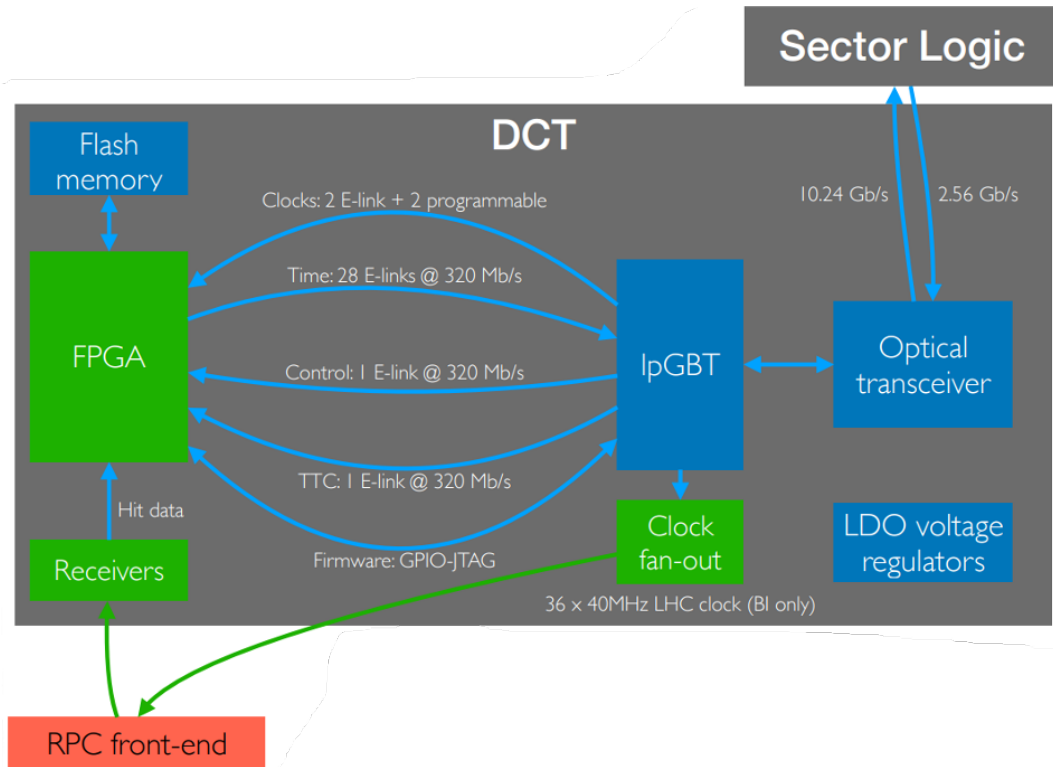 Sector Logic
DCT
Flash
memory
10.24 Gb/s
2.56 Gb/s
Clocks: 2 E-link + 2 programmable
Time: 28 E-links @ 320 Mb/s
FPGA
lpGBT
Optical
transceiver
Control: 1 E-link @ 320 Mb/s
TTC: 1 E-link @ 320 Mb/s
Hit data
Firmware: GPIO-JTAG
Receivers
Clock
fan-out
LDO voltage
regulators
36 x 40MHz LHC clock (BI only)
RPC front-end